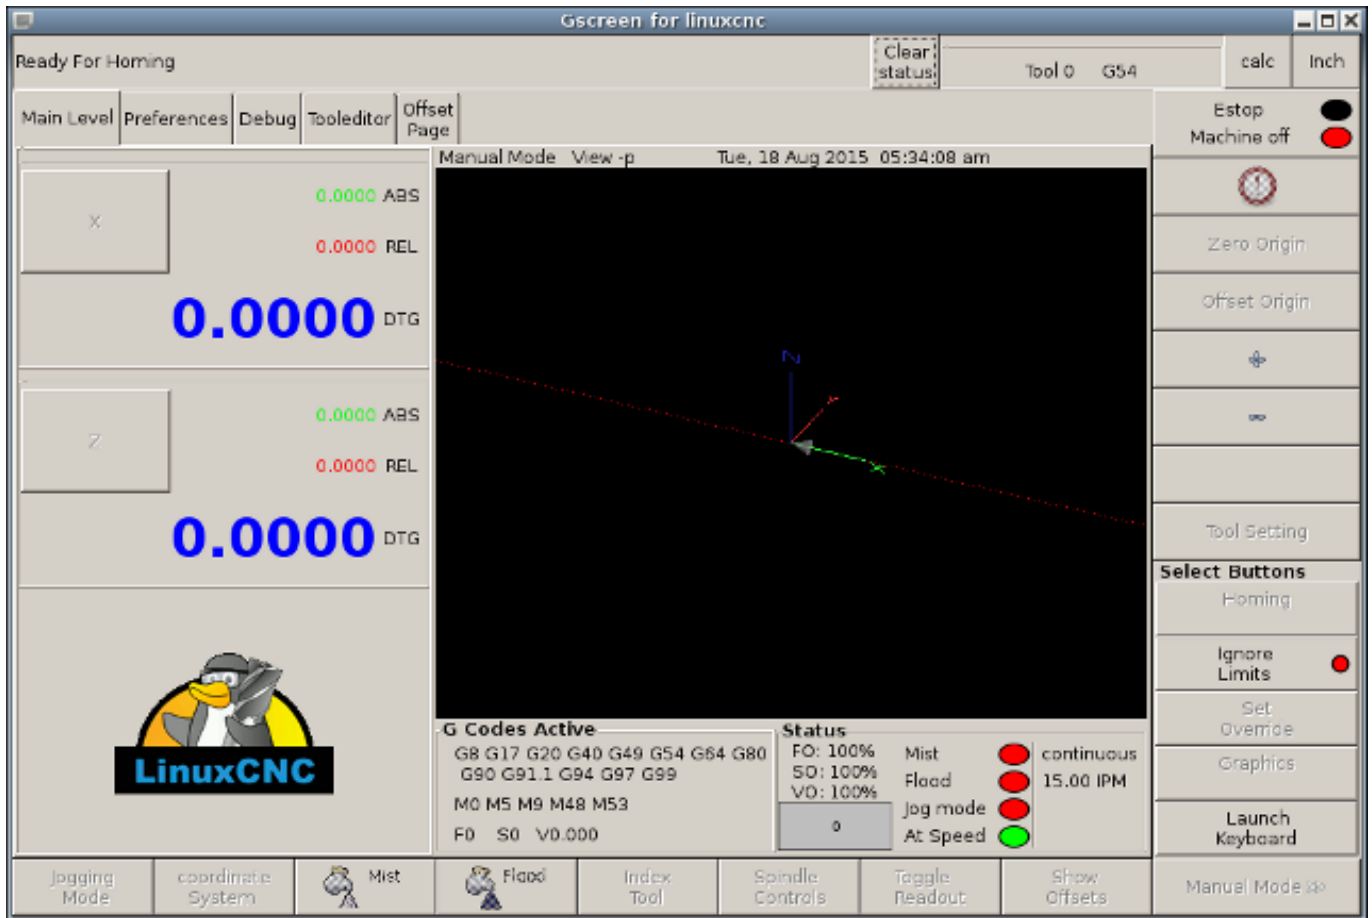 Gscreen for linuxcnc
Ready For Homing
Clear
status
Tool 0 G54
calc
Inch
Main Level
Preferences
Debug
Tooleditor
Offset
Page
Estop
Machine off
Manual Mode View -p Tue, 18 Aug 2015 05:34:08 am
X
0.0000 ABS
0.0000 REL
0.0000 DTG
Z
0.0000 ABS
0.0000 REL
0.0000 DTG
Z
Y
X
LinuxCNC
Zero Origin
Offset Origin
Tool Setting
Select Buttons
Homing
Ignore
Limits
Set
Override
Graphics
Launch
Keyboard
G Codes Active
G8 G17 G20 G40 G49 G54 G64 G80
G90 G91.1 G94 G97 G99
M0 M5 M9 M48 M53
F0 S0 V0.000
Status
FO: 100%
SO: 100%
VO: 100%
0
Mist
Flood
Jog mode
At Speed
continuous
15.00 IPM
Jogging
Mode
coordinate
System
Mist
Flood
Index
Tool
Spindle
Controls
Toggle
Readout
Show
Offsets
Manual Mode >>